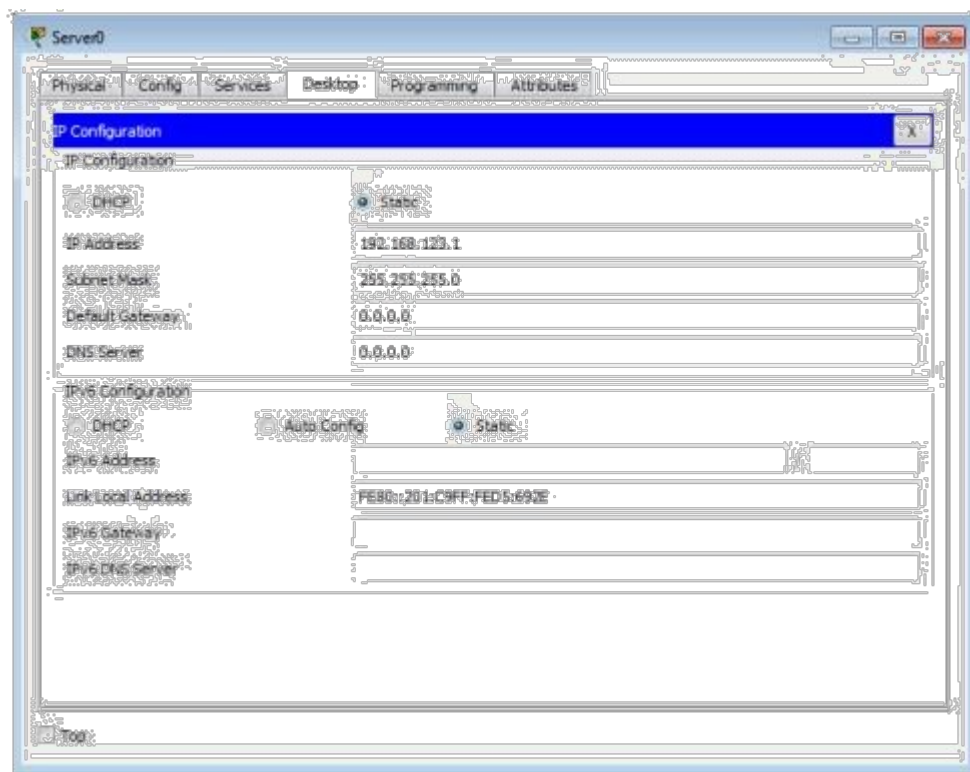 Server0
Physical Config Services Desktop Programming Attributes
IP Configuration X
IP Configuration
DHCP Static
IP Address 192.168.123.1
Subnet Mask 255.255.255.0
Default Gateway 0.0.0.0
DNS Server 0.0.0.0
IPv6 Configuration
DHCP Auto Config Static
IPv6 Address /
Link Local Address FE80::201:C9FF:FED5:692E
IPv6 Gateway
IPv6 DNS Server
Top